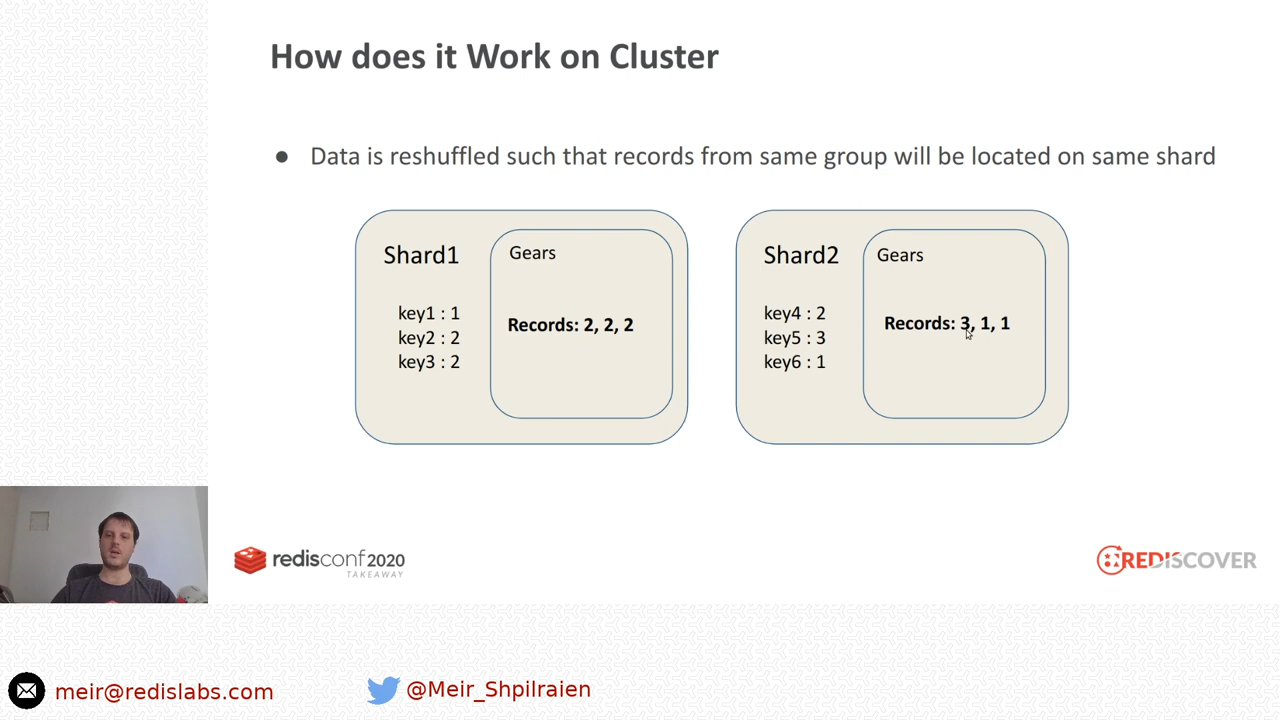 How does it Work on Cluster
● Data is reshuffled such that records from same group will be located on same shard
Shard1
Gears
key1 : 1
key2 : 2
key3 : 2
Records: 2, 2, 2
Shard2
Gears
key4 : 2
key5 : 3
key6 : 1
Records: 3, 1, 1
redisconf 2020
TAKEAWAY
REDISCOVER
meir@redislabs.com
@Meir_Shpilraien